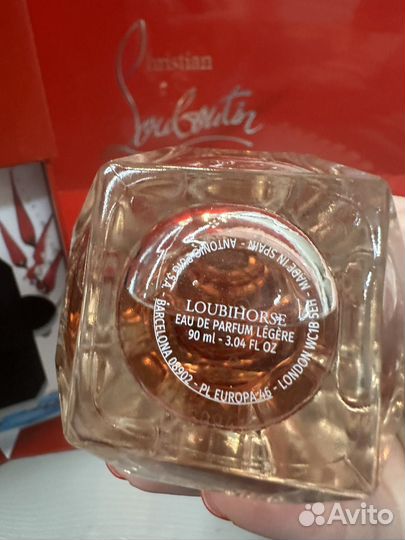 Christian
Louboutin
LOUBIHORSE
EAU DE PARFUM LÉGÈRE
90 ml - 3.04 FL OZ
ANTONIO PUIG S.A. BARCELONA 08902 - PL EUROPA 46 - LONDON WC1B 5HA - MADE IN SPAIN -
Avito